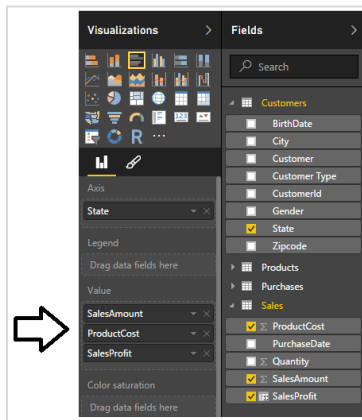 Visualizations
R
123
Axis
State
Legend
Drag data fields here
Value
SalesAmount
ProductCost
SalesProfit
Color saturation
Drag data fields here
Fields
Search
Customers
BirthDate
City
Customer
Customer Type
CustomerId
Gender
State
Zipcode
Products
Purchases
Sales
Σ ProductCost
PurchaseDate
Σ Quantity
Σ SalesAmount
SalesProfit